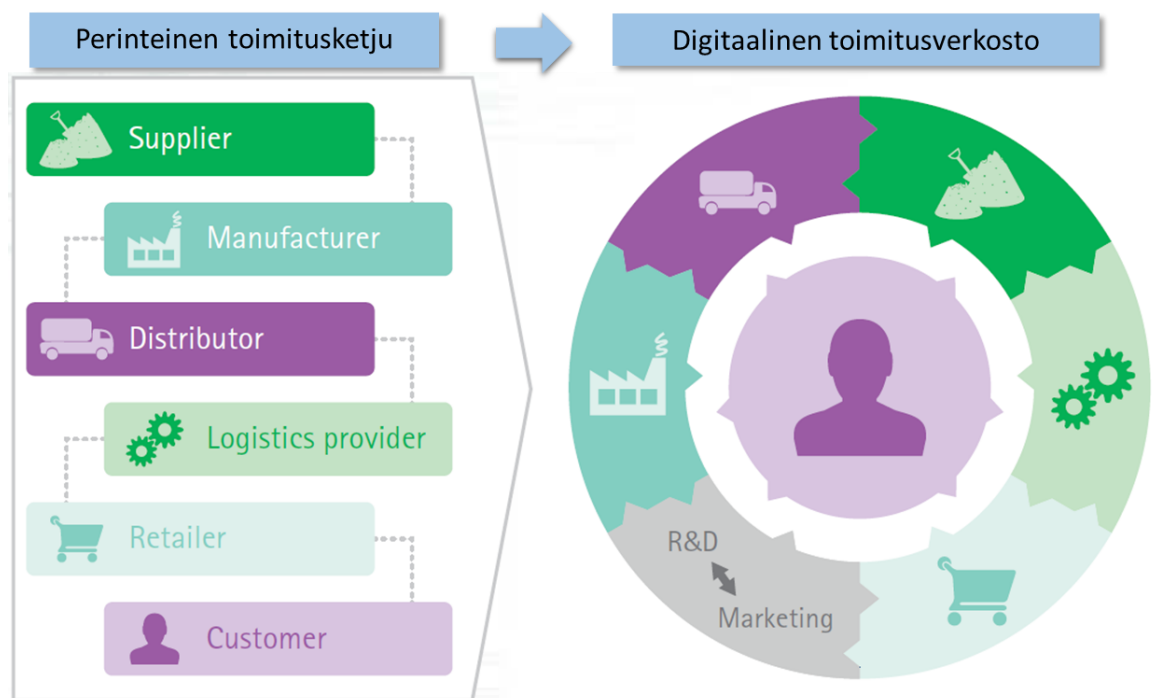 Perinteinen toimitusketju
Digitaalinen toimitusverkosto
Supplier
Manufacturer
Distributor
Logistics provider
Retailer
Customer
R&D
Marketing